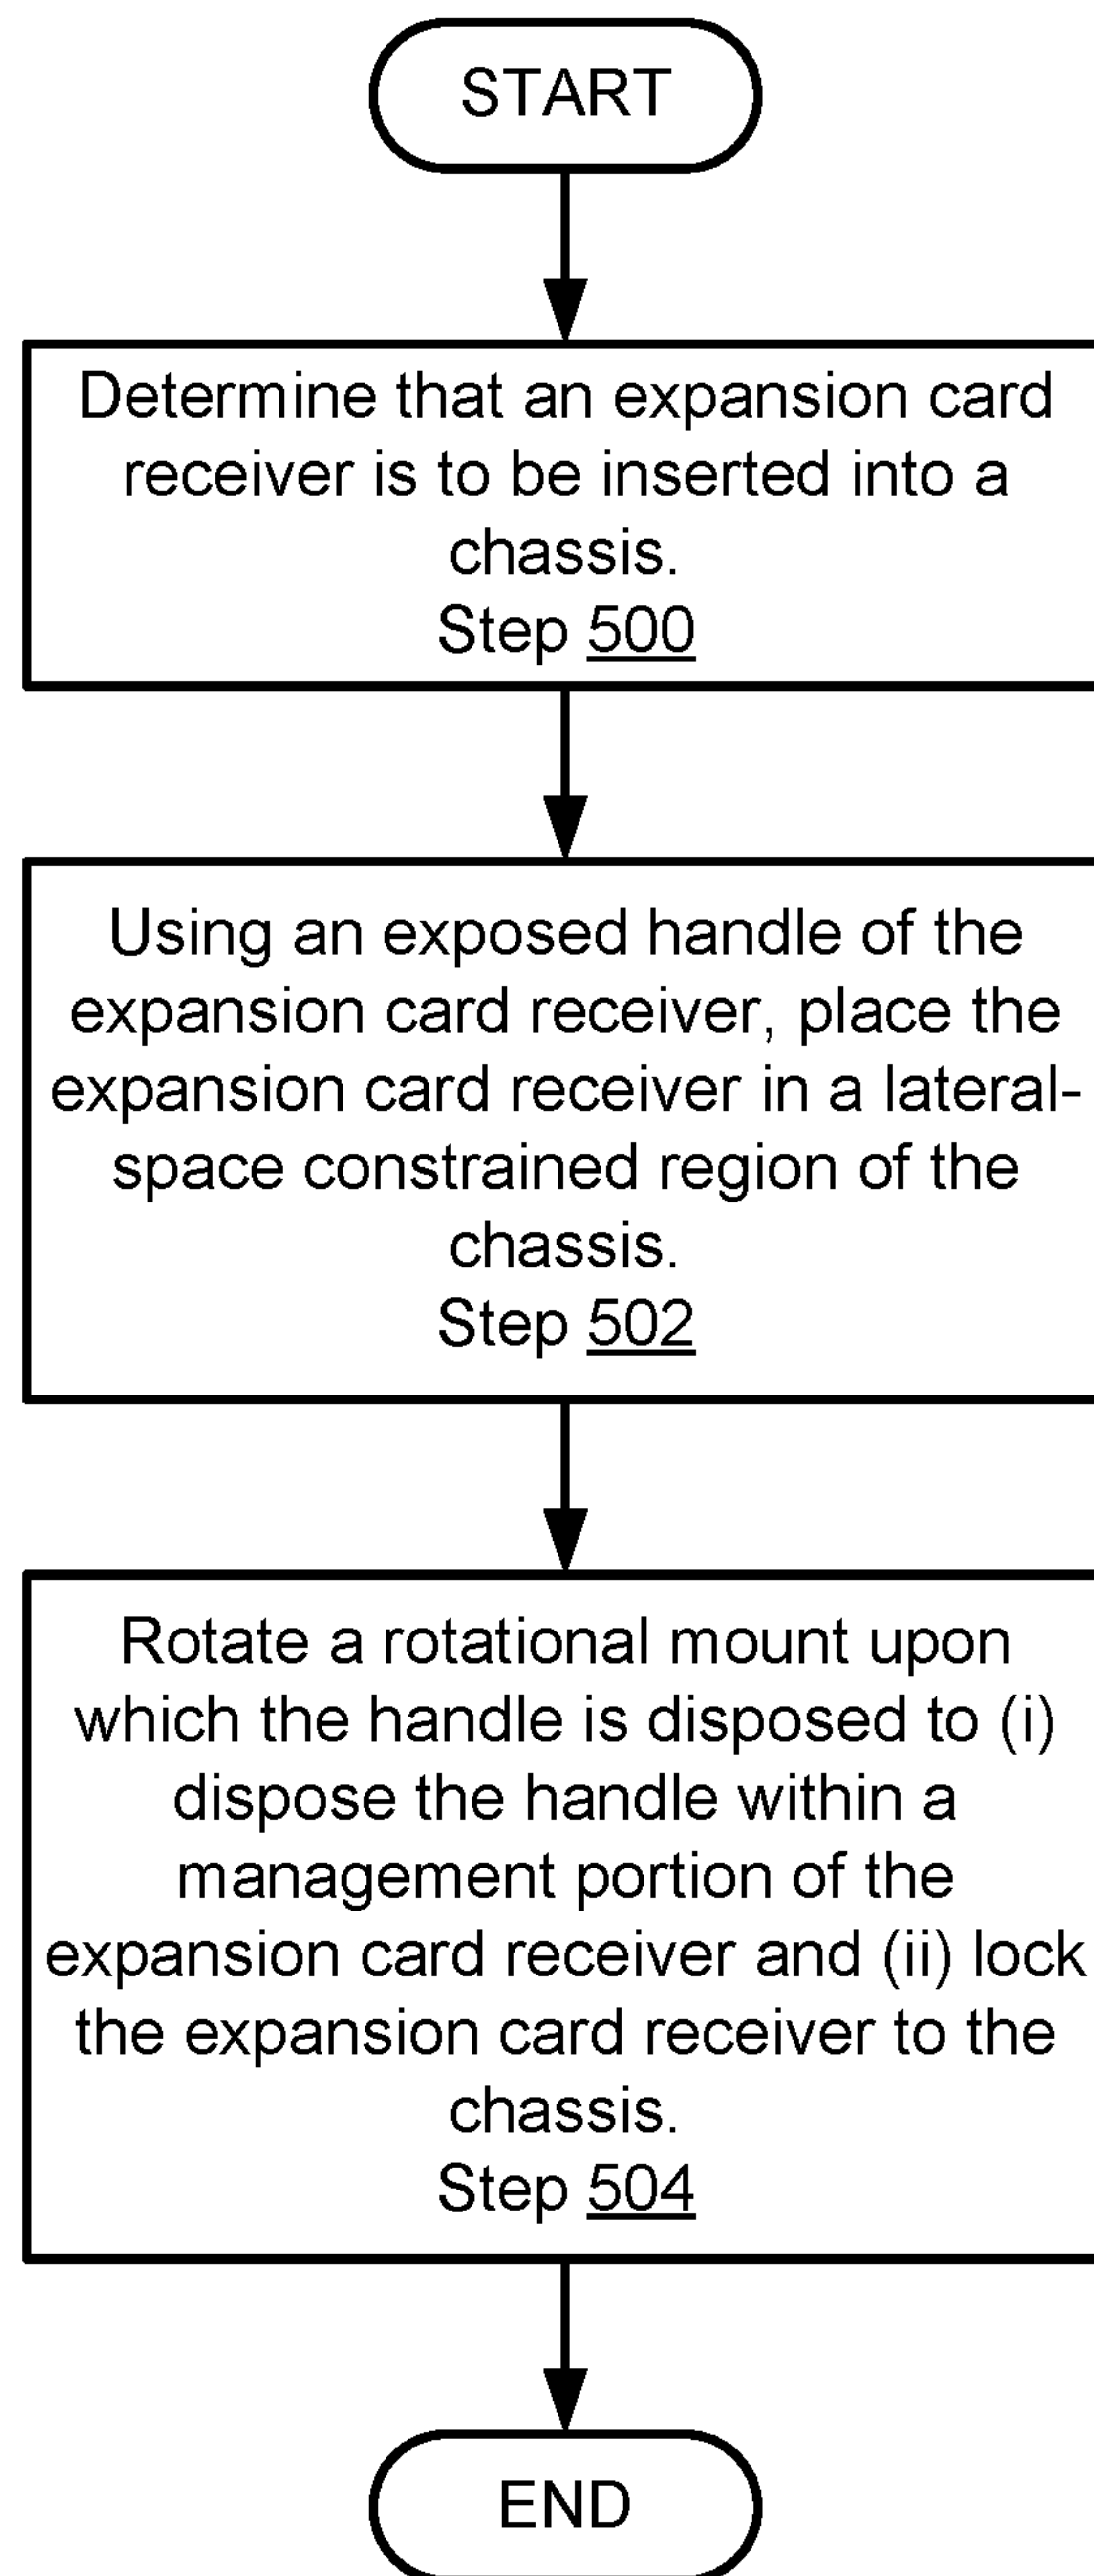 START
Determine that an expansion card
receiver is to be inserted into a
chassis.
Step 500
Using an exposed handle of the
expansion card receiver, place the
expansion card receiver in a lateral-
space constrained region of the
chassis.
Step 502
Rotate a rotational mount upon
which the handle is disposed to (i)
dispose the handle within a
management portion of the
expansion card receiver and (ii) lock
the expansion card receiver to the
chassis.
Step 504
END